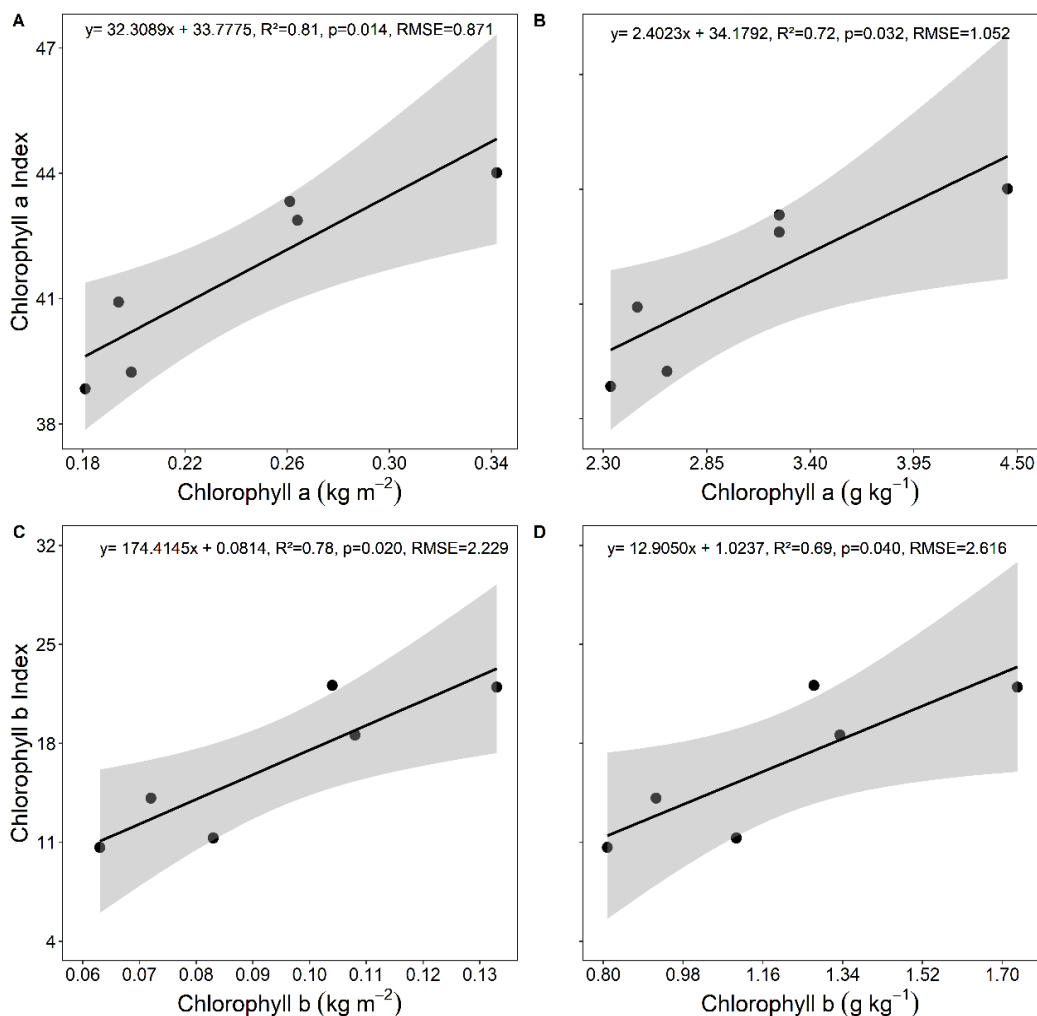 A
y= 32.3089x + 33.7775, R²=0.81, p=0.014, RMSE=0.871
47
44
41
38
Chlorophyll a Index
0.18 0.22 0.26 0.30 0.34
Chlorophyll a (kg m⁻²)
B
y= 2.4023x + 34.1792, R²=0.72, p=0.032, RMSE=1.052
2.30 2.85 3.40 3.95 4.50
Chlorophyll a (g kg⁻¹)
C
y= 174.4145x + 0.0814, R²=0.78, p=0.020, RMSE=2.229
32
25
18
11
4
Chlorophyll b Index
0.06 0.07 0.08 0.09 0.10 0.11 0.12 0.13
Chlorophyll b (kg m⁻²)
D
y= 12.9050x + 1.0237, R²=0.69, p=0.040, RMSE=2.616
0.80 0.98 1.16 1.34 1.52 1.70
Chlorophyll b (g kg⁻¹)